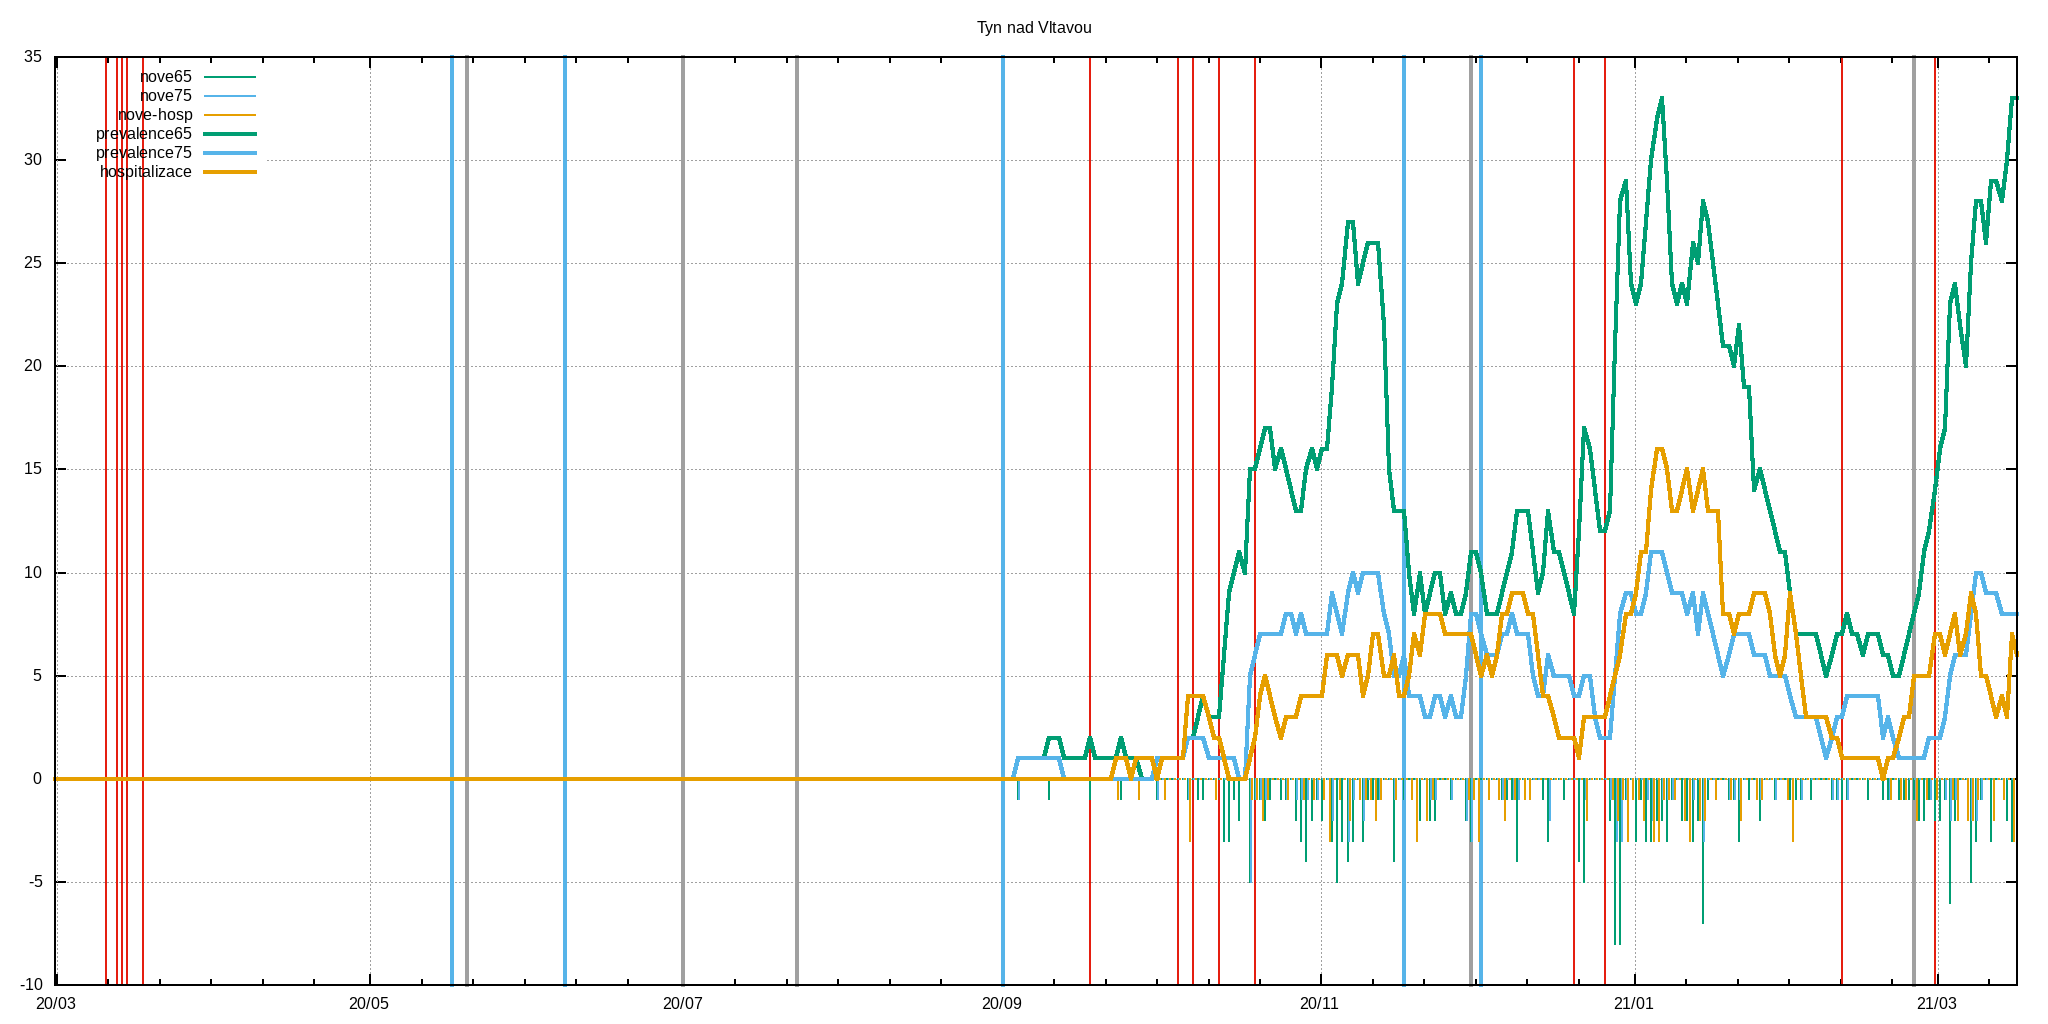 Tyn nad Vltavou
35
30
25
20
15
10
5
0
-5
-10
nove65
nove75
nove-hosp
prevalence65
prevalence75
hospitalizace
20/03 20/05 20/07 20/09 20/11 21/01 21/03